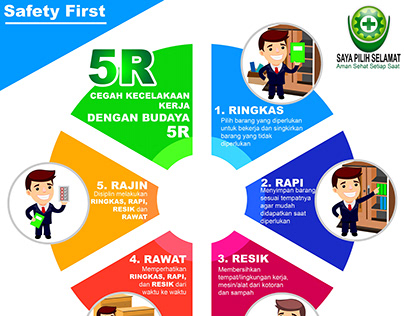 Safety First
SAYA PILIH SELAMAT
Aman Sehat Setiap Saat
5R
CEGAH KECELAKAAN
KERJA
DENGAN BUDAYA
5R
1. RINGKAS
Pilih barang yang diperlukan
untuk bekerja dan singkirkan
barang yang tidak
diperlukan
2. RAPI
Menyimpan barang
sesuai tempatnya
agar mudah
didapatkan saat
diperlukan
3. RESIK
Membersihkan
tempat/lingkungan kerja,
mesin/alat dari kotoran
dan sampah
4. RAWAT
Memperhatikan
RINGKAS, RAPI,
dan RESIK dari
waktu ke waktu
5. RAJIN
Disiplin melakukan
RINGKAS, RAPI,
RESIK dan
RAWAT